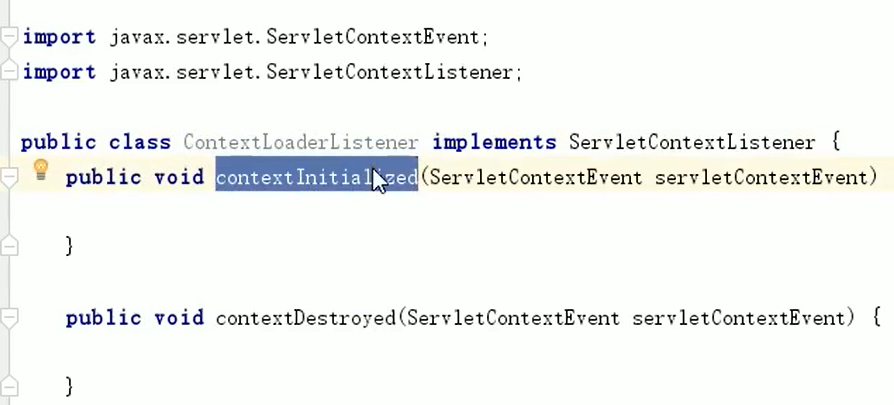 import javax.servlet.ServletContextEvent;
import javax.servlet.ServletContextListener;
public class ContextLoaderListener implements ServletContextListener {
public void contextInitialized(ServletContextEvent servletContextEvent)
}
public void contextDestroyed(ServletContextEvent servletContextEvent) {
}